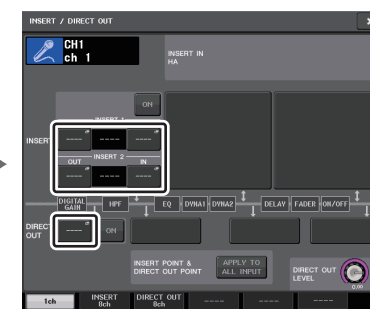 INSERT / DIRECT OUT
CH1
ch 1
INSERT IN
HA
ON
INSERT 1
INSERT
---- ---- ----
OUT INSERT 2 IN
---- ---- ----
DIGITAL GAIN HPF EQ DYNA1 DYNA2 DELAY FADER ON/OFF
DIRECT OUT
---- ON
INSERT POINT &
DIRECT OUT POINT
APPLY TO
ALL INPUT
DIRECT OUT
LEVEL
0.00
1ch INSERT 8ch DIRECT OUT 8ch ---- ---- ----